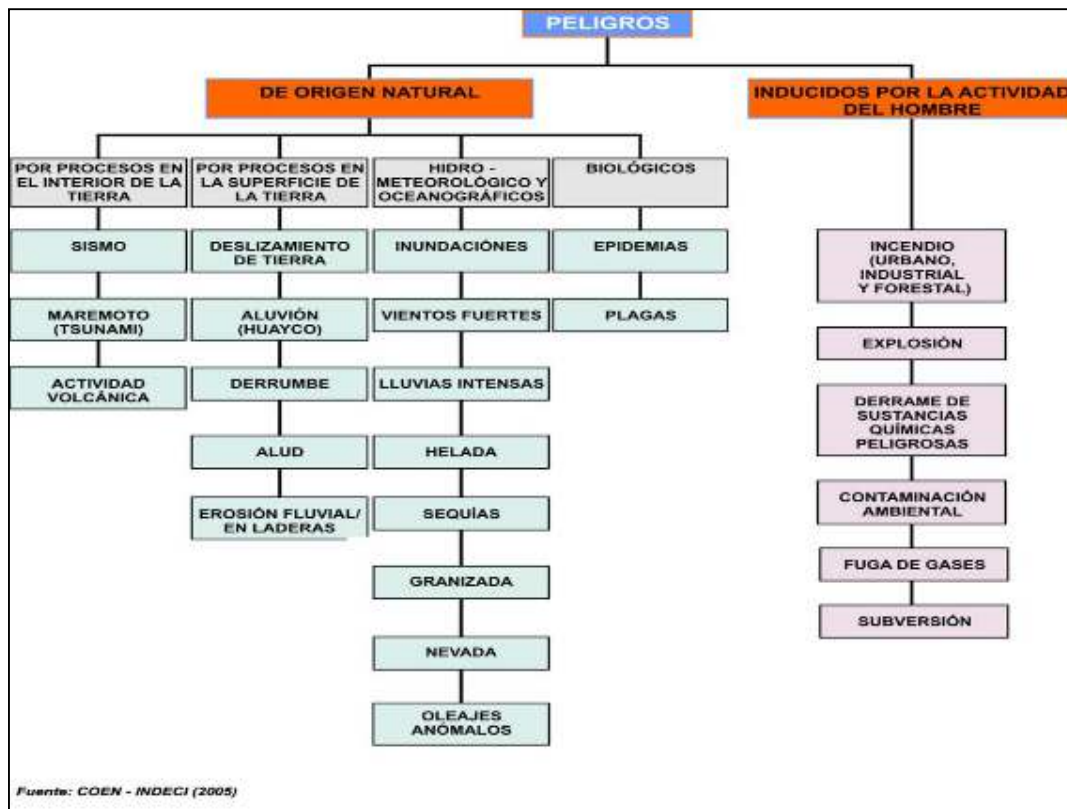 PELIGROS
DE ORIGEN NATURAL
INDUCIDOS POR LA ACTIVIDAD
DEL HOMBRE
POR PROCESOS EN
EL INTERIOR DE LA
TIERRA
SISMO
MAREMOTO
(TSUNAMI)
ACTIVIDAD
VOLCÁNICA
POR PROCESOS EN
LA SUPERFICIE DE
LA TIERRA
DESLIZAMIENTO
DE TIERRA
ALUVIÓN
(HUAYCO)
DERRUMBE
ALUD
EROSIÓN FLUVIAL/
EN LADERAS
HIDRO -
METEOROLÓGICO Y
OCEANOGRÁFICOS
INUNDACIÓNES
VIENTOS FUERTES
LLUVIAS INTENSAS
HELADA
SEQUÍAS
GRANIZADA
NEVADA
OLEAJES
ANÓMALOS
BIOLÓGICOS
EPIDEMIAS
PLAGAS
INCENDIO
(URBANO,
INDUSTRIAL
Y FORESTAL)
EXPLOSIÓN
DERRAME DE
SUSTANCIAS
QUÍMICAS
PELIGROSAS
CONTAMINACIÓN
AMBIENTAL
FUGA DE GASES
SUBVERSIÓN
Fuente: COEN - INDECI (2005)